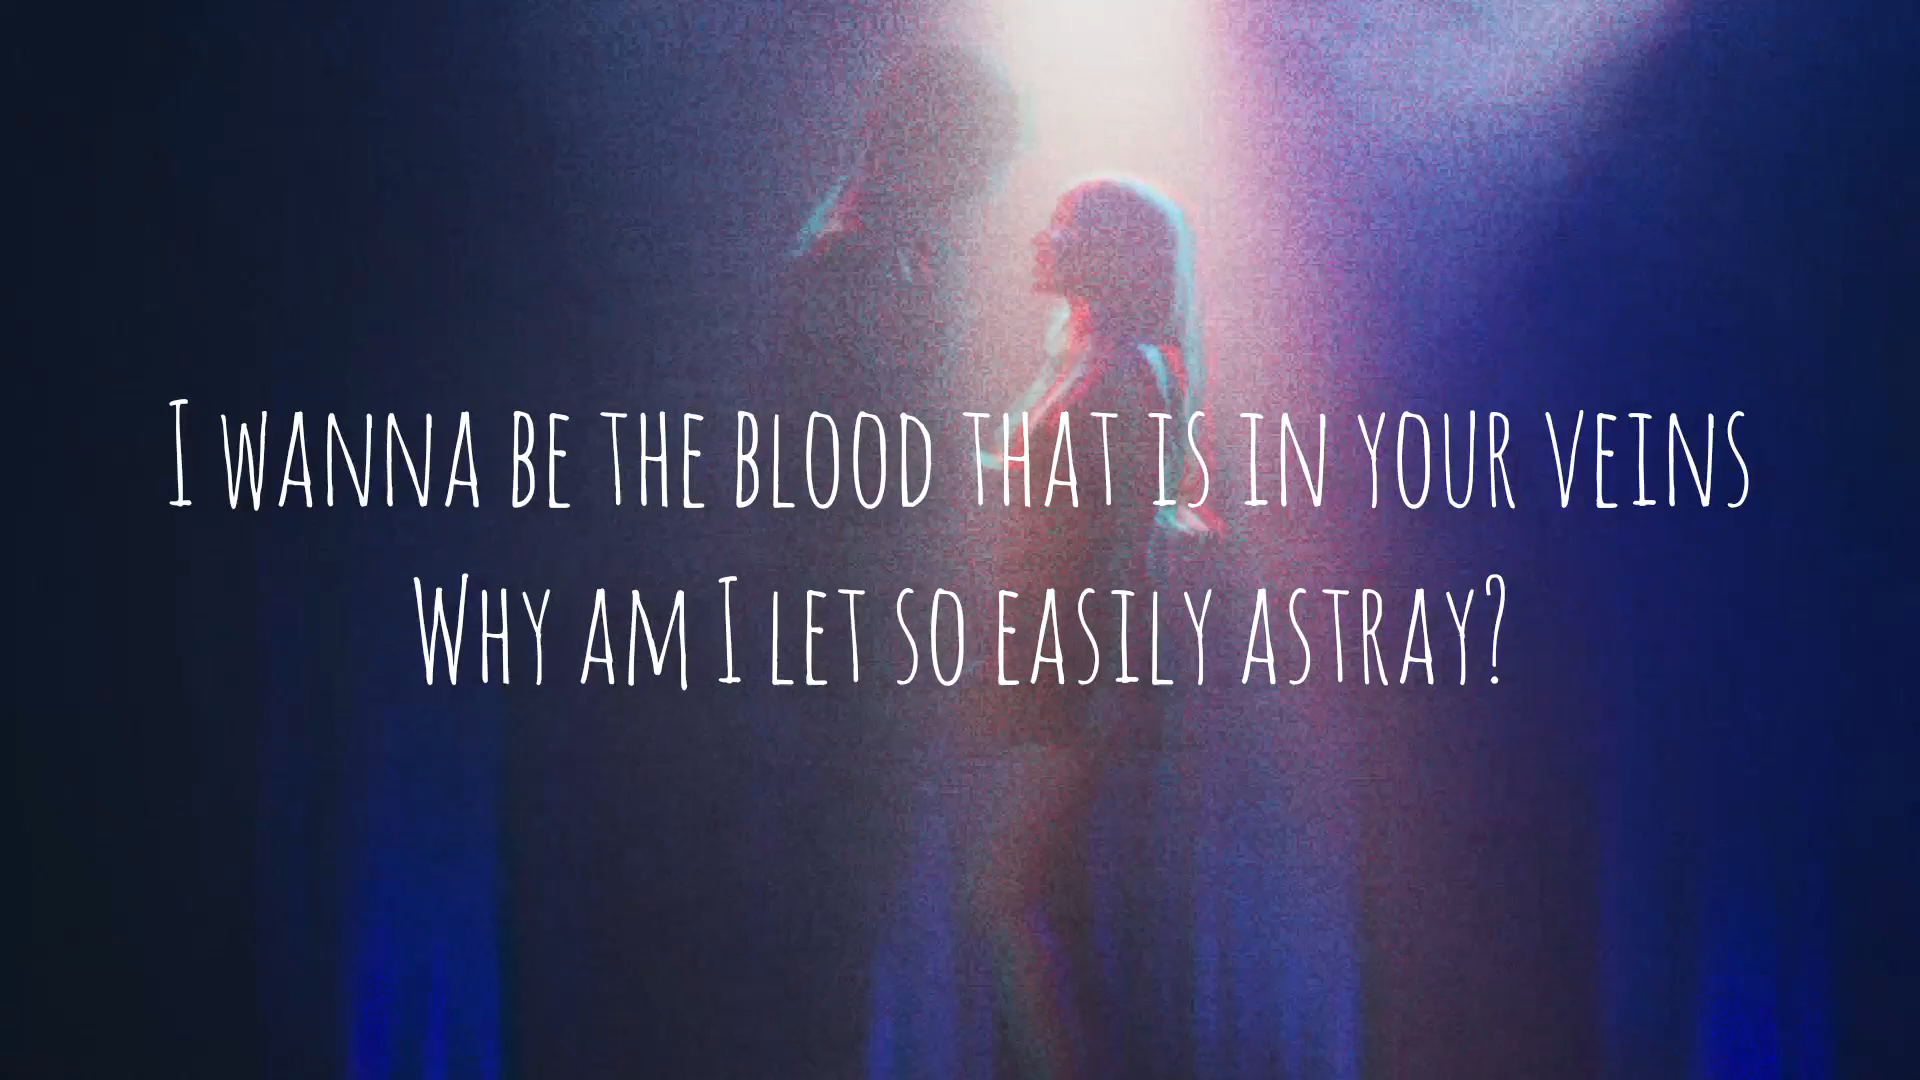 I wanna be the blood that is in your veins
Why am I let so easily astray?